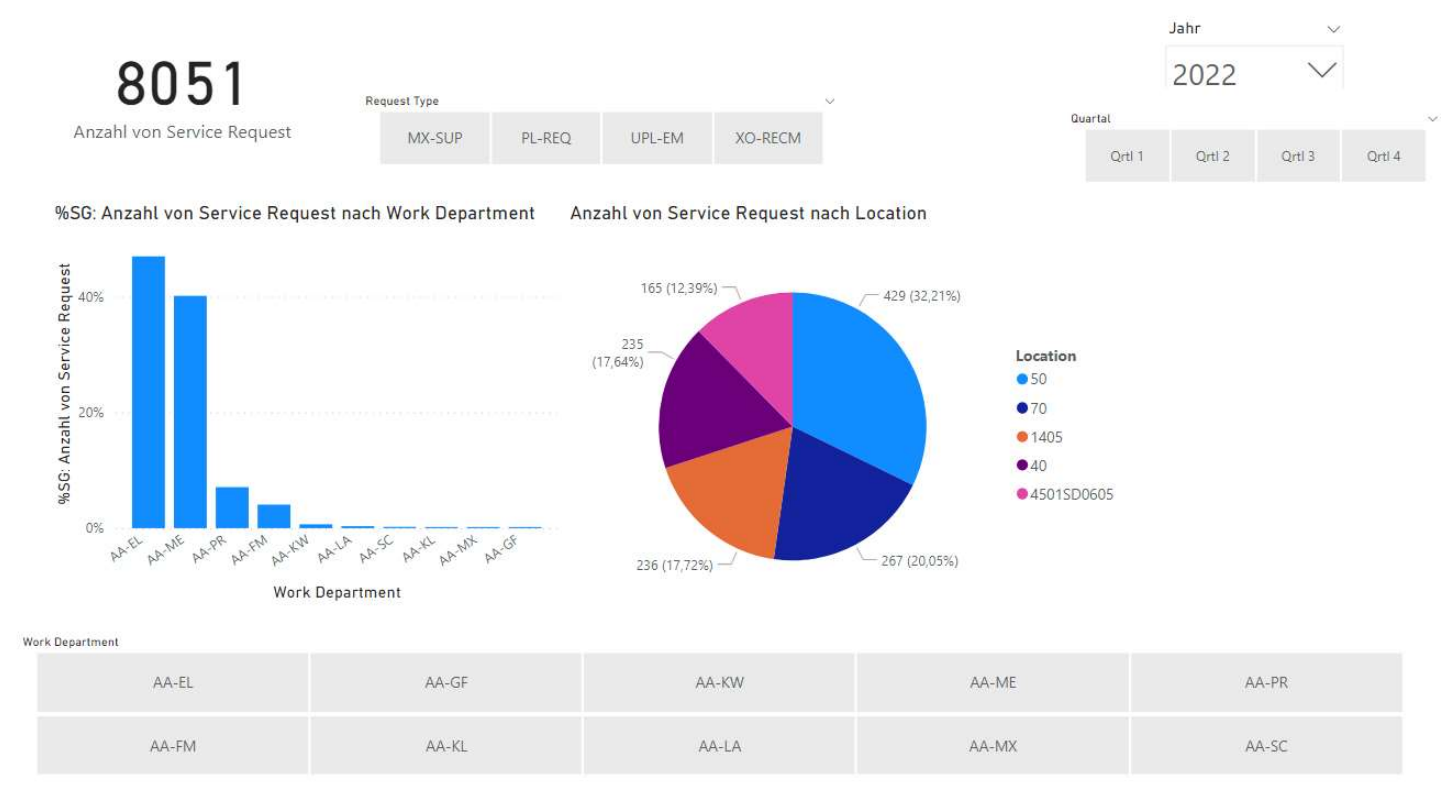 8051
Anzahl von Service Request
Request Type
MX-SUP
PL-REQ
UPL-EM
XO-RECM
Jahr
2022
Quartal
Qrtl 1
Qrtl 2
Qrtl 3
Qrtl 4
%SG: Anzahl von Service Request nach Work Department
%SG: Anzahl von Service Request
40%
20%
0%
AA-EL
AA-ME
AA-PR
AA-FM
AA-KW
AA-LA
AA-SC
AA-KL
AA-MX
AA-GF
Work Department
Anzahl von Service Request nach Location
165 (12,39%)
429 (32,21%)
235
(17,64%)
236 (17,72%)
267 (20,05%)
Location
50
70
1405
40
4501SD0605
Work Department
AA-EL
AA-GF
AA-KW
AA-ME
AA-PR
AA-FM
AA-KL
AA-LA
AA-MX
AA-SC